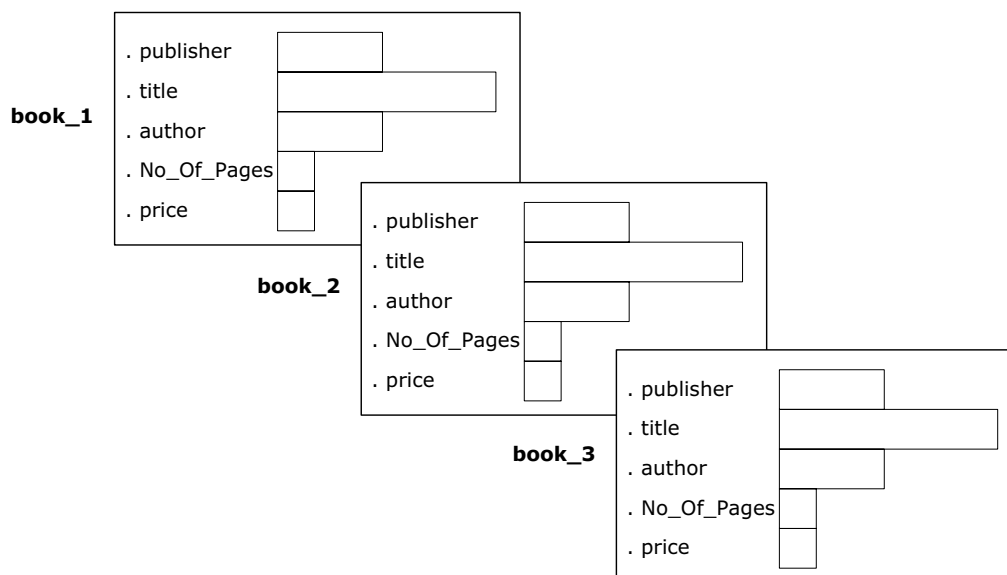 . publisher
. title
book_1
. author
. No_Of_Pages
. price
. publisher
. title
book_2
. author
. No_Of_Pages
. price
. publisher
. title
book_3
. author
. No_Of_Pages
. price